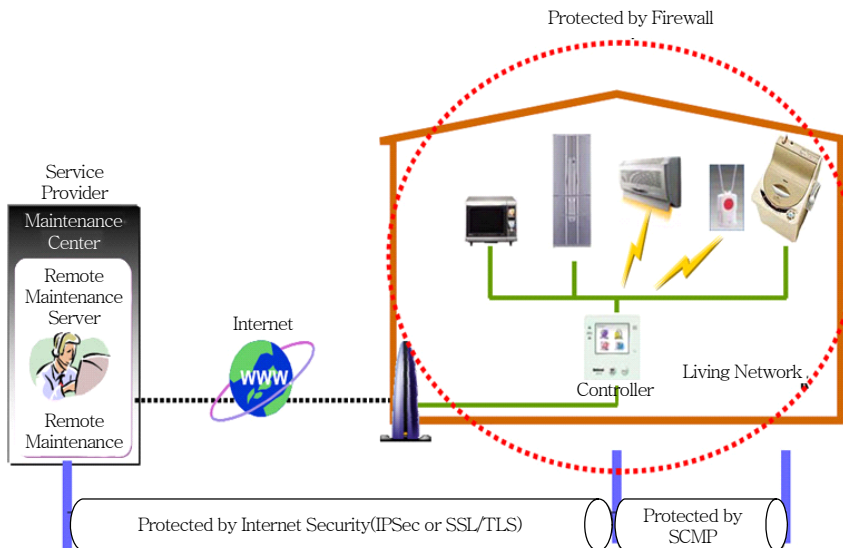 Protected by Firewall
Service
Provider
Maintenance
Center
Remote
Maintenance
Server
Remote
Maintenance
Internet
WWW
Controller
Living Network
Protected by Internet Security(IPSec or SSL/TLS)
Protected by
SCMP